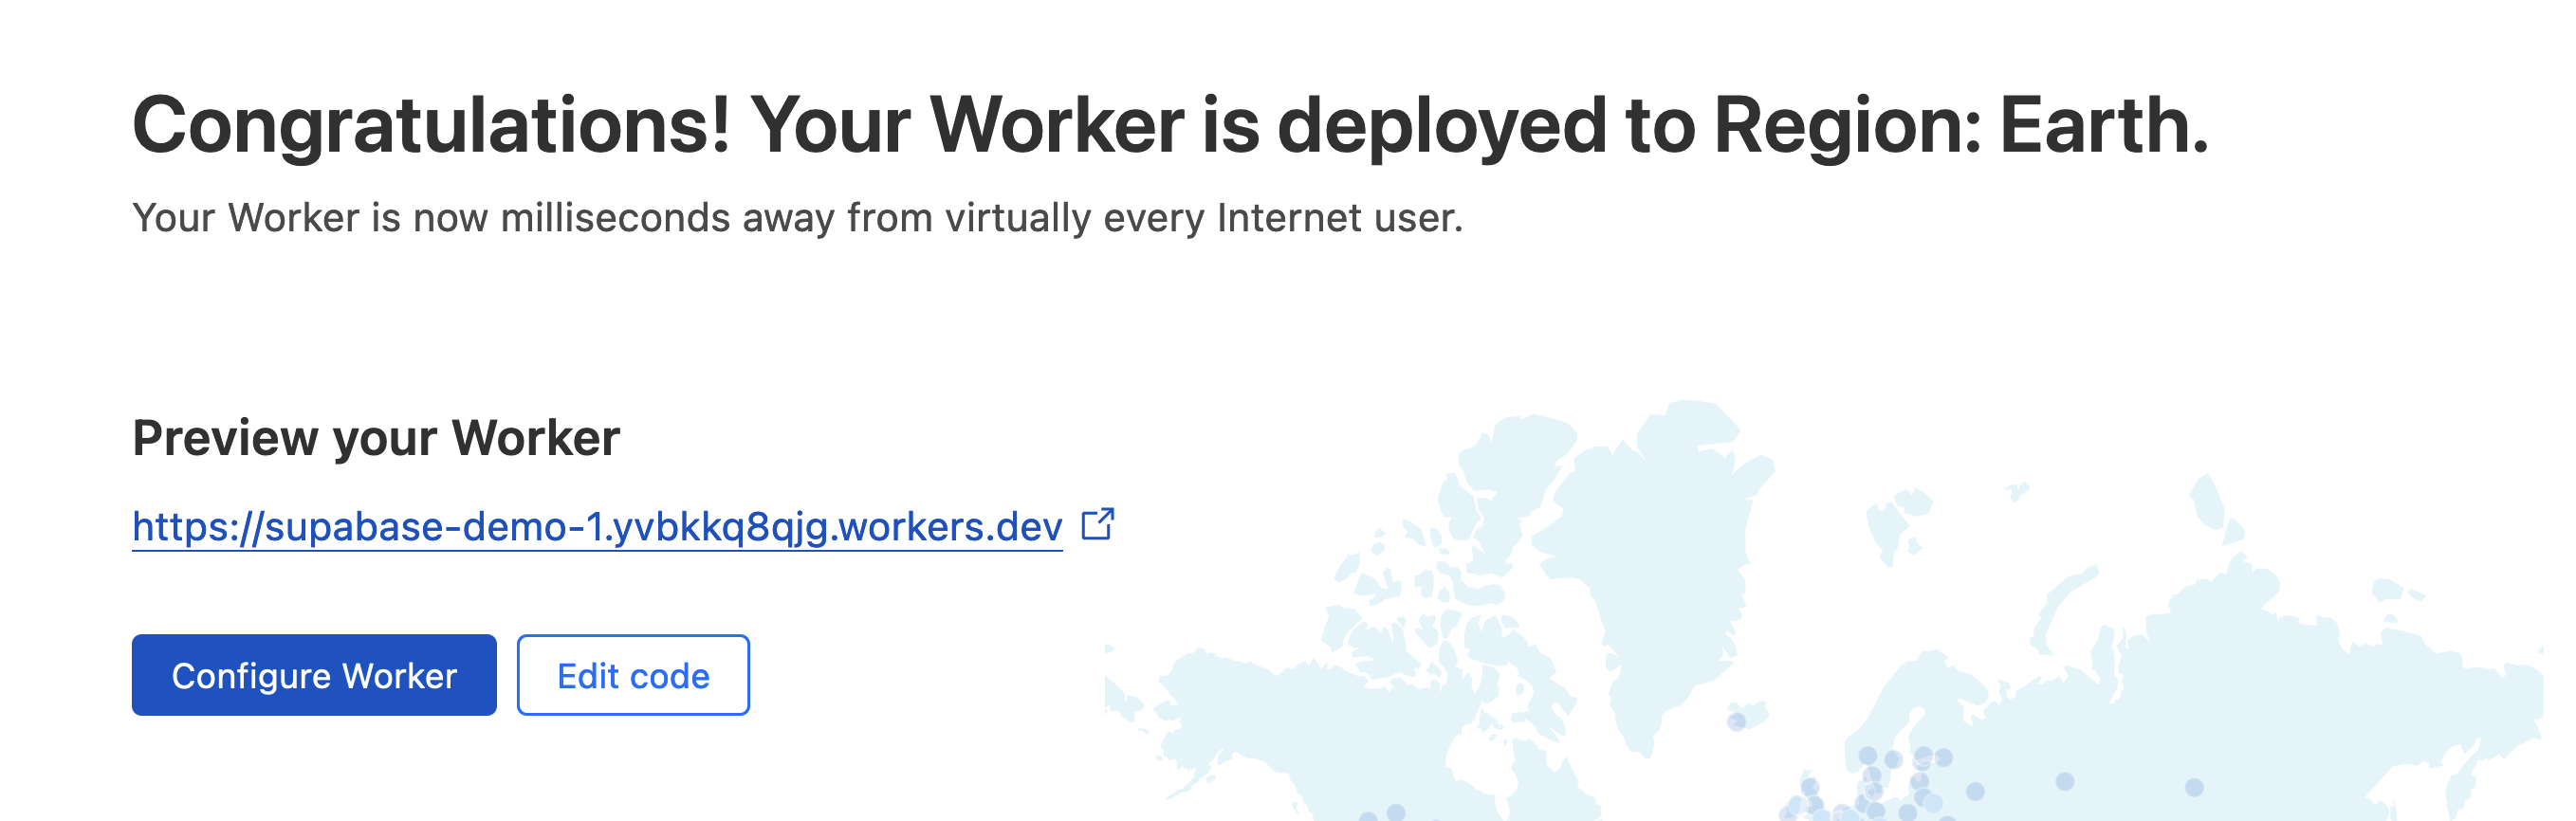 Congratulations! Your Worker is deployed to Region: Earth.
Your Worker is now milliseconds away from virtually every Internet user.
Preview your Worker
https://supabase-demo-1.yvbkkq8qjg.workers.dev
Configure Worker
Edit code